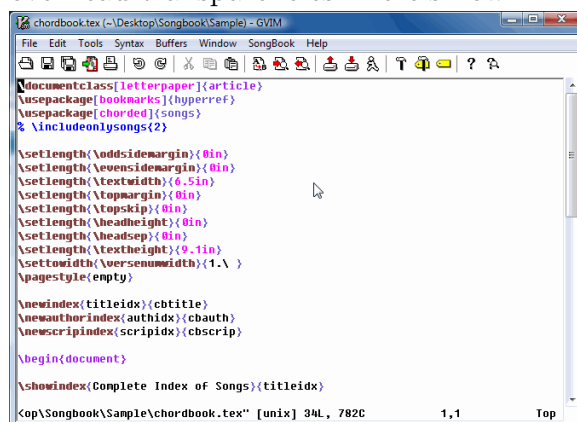 chordbook.tex (~\Desktop\Songbook\Sample) - GVIM
File Edit Tools Syntax Buffers Window SongBook Help
\documentclass[letterpaper]{article}
\usepackage[bookmarks]{hyperref}
\usepackage[chorded]{songs}
% \includeonlysongs{2}
\setlength{\oddsidemargin}{0in}
\setlength{\evensidemargin}{0in}
\setlength{\textwidth}{6.5in}
\setlength{\topmargin}{0in}
\setlength{\topskip}{0in}
\setlength{\headheight}{0in}
\setlength{\headsep}{0in}
\setlength{\textheight}{9.1in}
\settowidth{\versenumwidth}{1.\ }
\pagestyle{empty}
\newindex{titleidx}{cbtitle}
\newauthorindex{authidx}{cbauth}
\newscripindex{scripidx}{cbscrip}
\begin{document}
\showindex{Complete Index of Songs}{titleidx}
<op\Songbook\Sample\chordbook.tex" [unix] 34L, 782C 1,1 Top